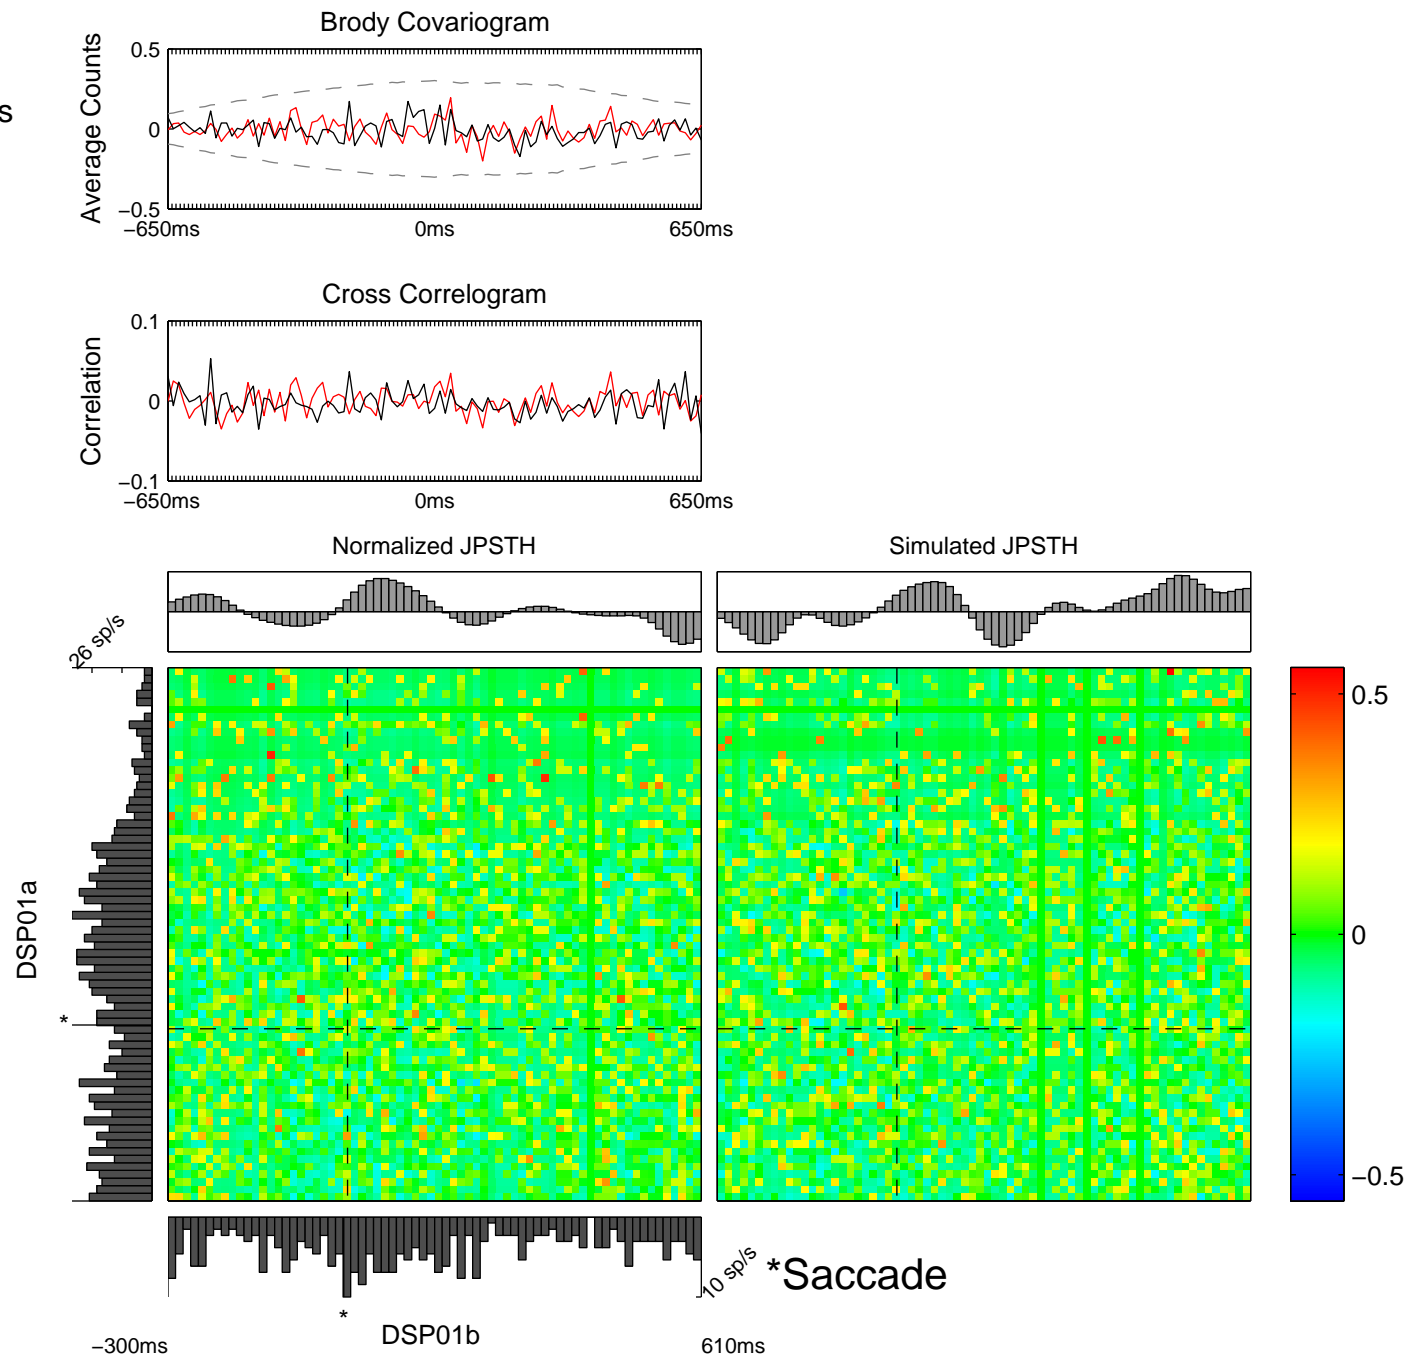 Brody Covariogram
0.5
0
−0.5
Average Counts
s
−650ms 0ms 650ms
Cross Correlogram
0.1
0
−0.1
Correlation
−650ms 0ms 650ms
Normalized JPSTH
Simulated JPSTH
26 sp/s
DSP01a
*
0.5
0
−0.5
10 sp/s
*Saccade
*
DSP01b
−300ms 610ms